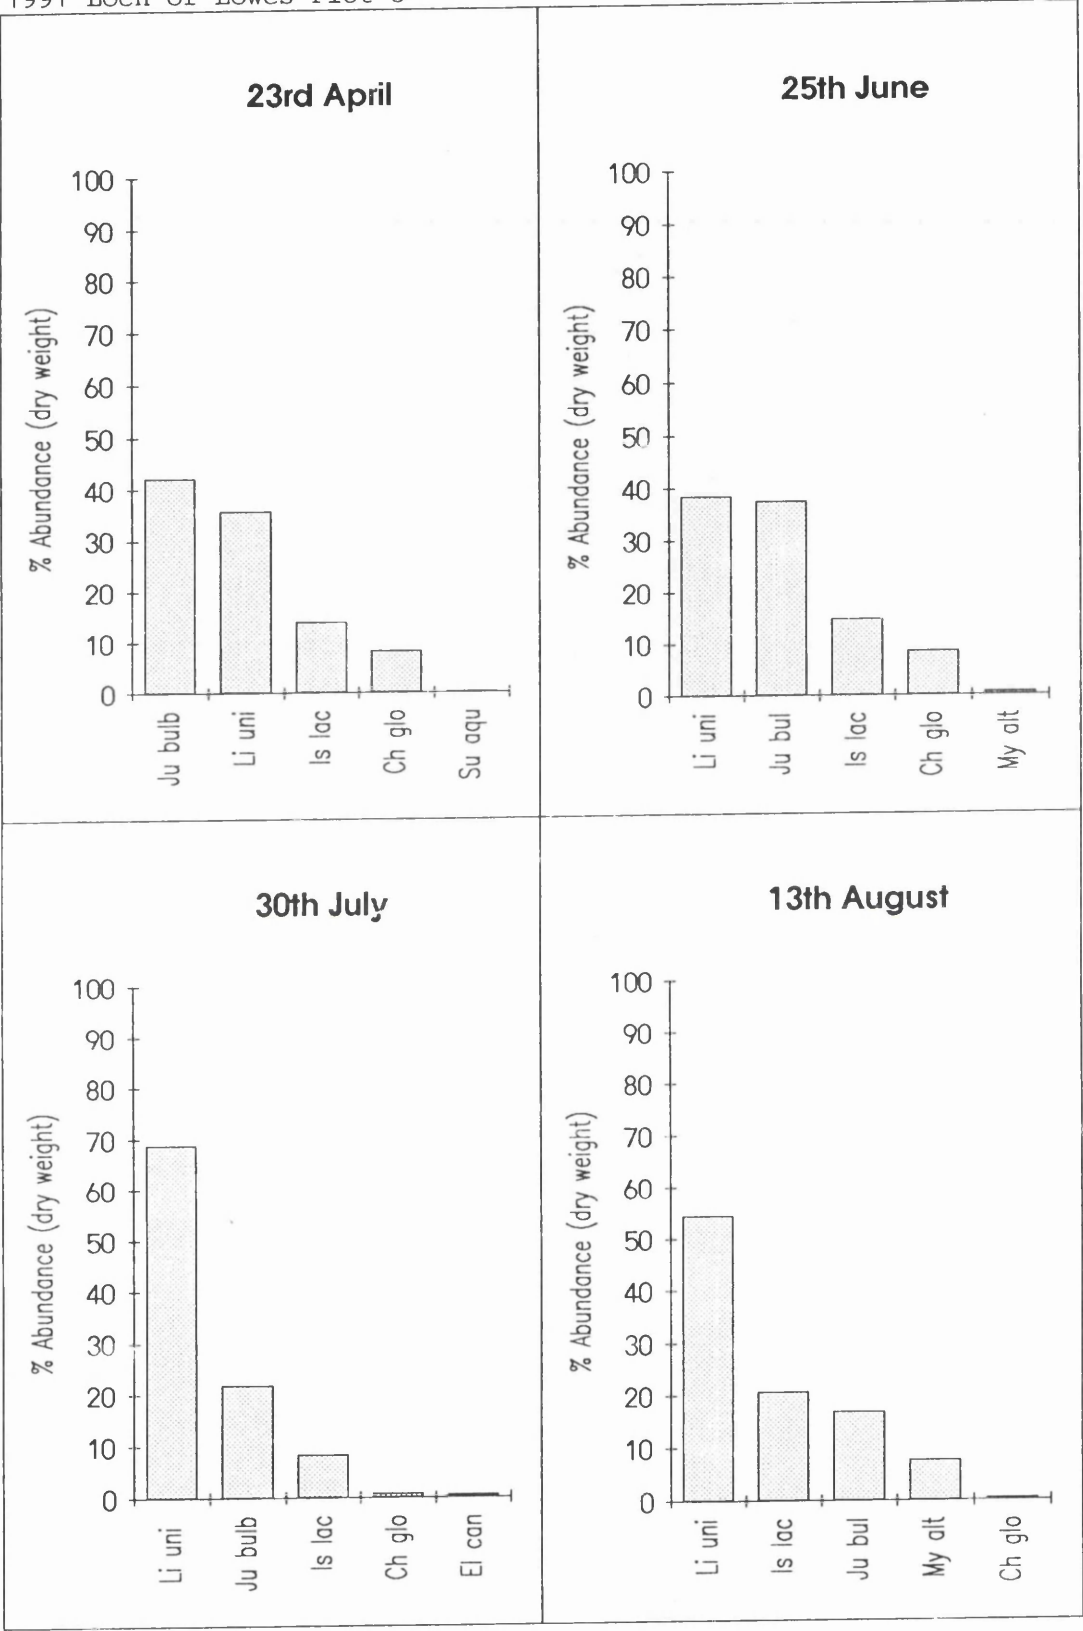 23rd April
100
90
80
70
60
50
40
30
20
10
0
% Abundance (dry weight)
Ju bulb
Li uni
Is lac
Ch glo
Su aqu
25th June
100
90
80
70
60
50
40
30
20
10
0
% Abundance (dry weight)
Li uni
Ju bul
Is lac
Ch glo
My alt
30th July
100
90
80
70
60
50
40
30
20
10
0
% Abundance (dry weight)
Li uni
Ju bulb
Is lac
Ch glo
El can
13th August
100
90
80
70
60
50
40
30
20
10
0
% Abundance (dry weight)
Li uni
Is lac
Ju bul
My alt
Ch glo